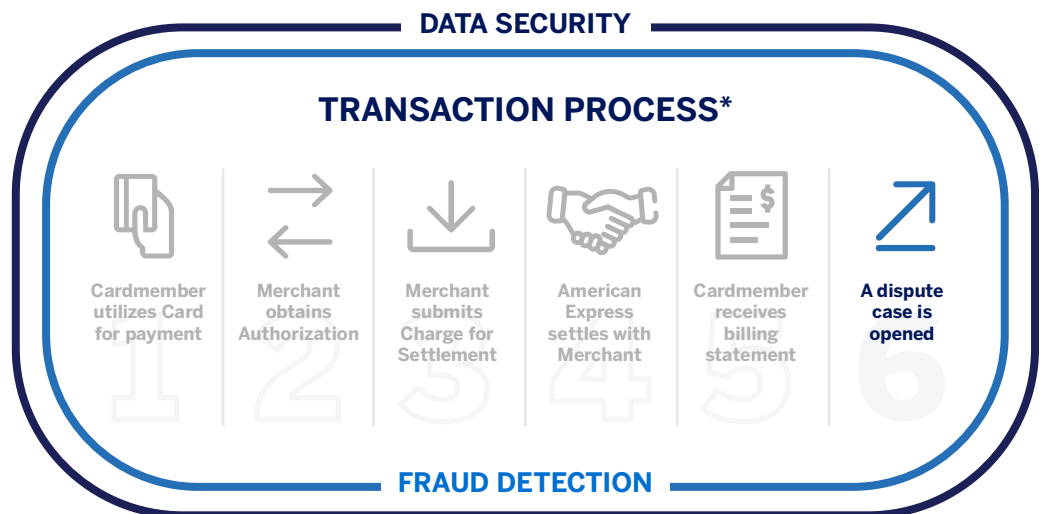 DATA SECURITY
TRANSACTION PROCESS*
$
Cardmember
utilizes Card
for payment
1
Merchant
obtains
Authorization
2
Merchant
submits
Charge for
Settlement
3
American
Express
settles with
Merchant
4
Cardmember
receives
billing
statement
5
A dispute
case is
opened
6
FRAUD DETECTION